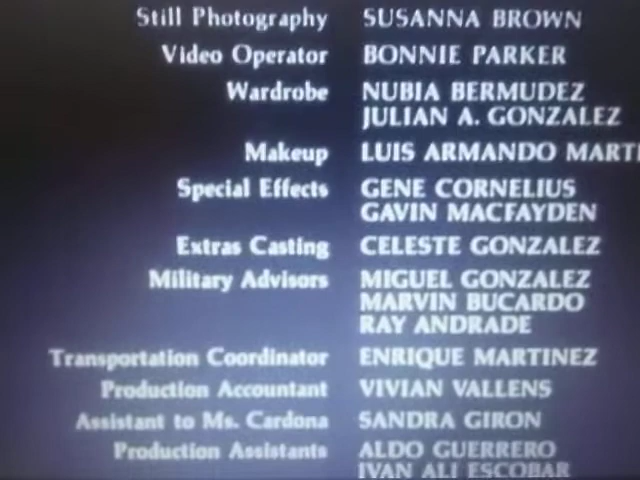 Still Photography SUSANNA BROWN
Video Operator BONNIE PARKER
Wardrobe NUBIA BERMUDEZ
JULIAN A. GONZALEZ
Makeup LUIS ARMANDO MARTI
Special Effects GENE CORNELIUS
GAVIN MACFAYDEN
Extras Casting CELESTE GONZALEZ
Military Advisors MIGUEL GONZALEZ
MARVIN BUCARDO
RAY ANDRADE
Transportation Coordinator ENRIQUE MARTINEZ
Production Accountant VIVIAN VALLENS
Assistant to Ms. Cardona SANDRA GIRON
Production Assistants ALDO GUERRERO
IVAN ALI ESCOBAR